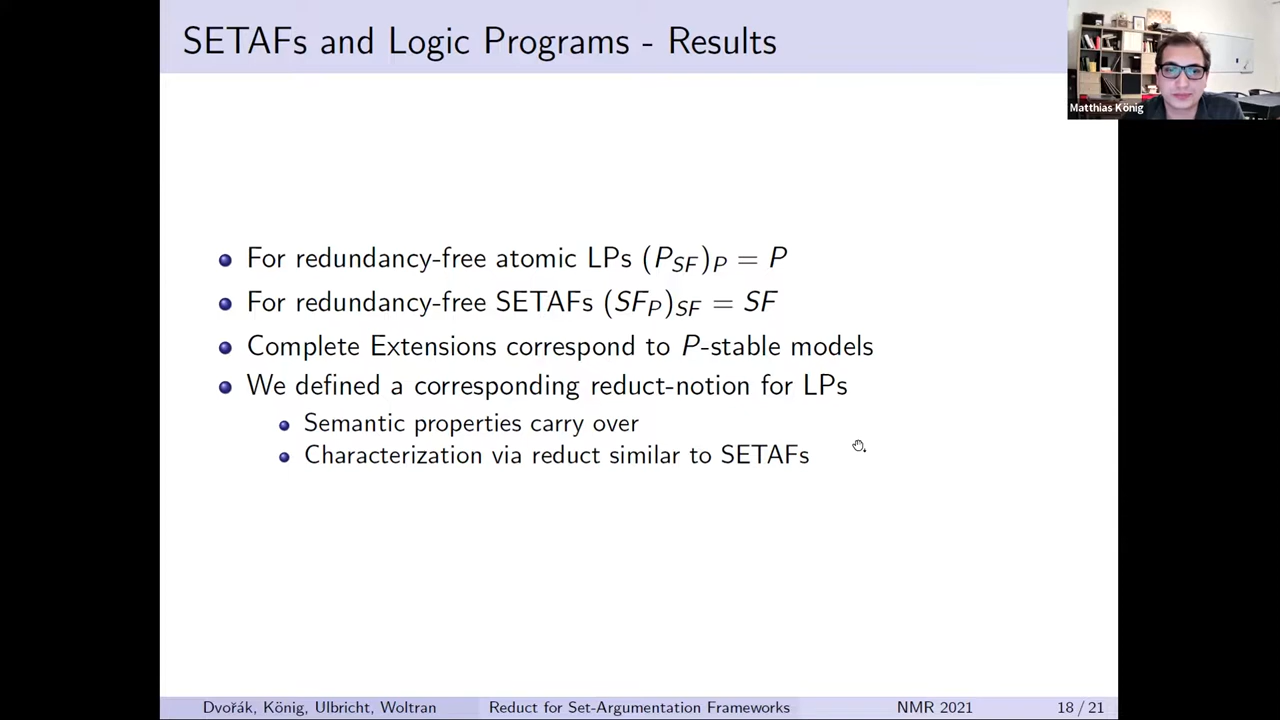 SETAFs and Logic Programs - Results
Matthias König
For redundancy-free atomic LPs (P_SF)_P = P
For redundancy-free SETAFs (SF_P)_SF = SF
Complete Extensions correspond to P-stable models
We defined a corresponding reduct-notion for LPs
Semantic properties carry over
Characterization via reduct similar to SETAFs
Dvořák, König, Ulbricht, Woltran Reduct for Set-Argumentation Frameworks NMR 2021 18 / 21